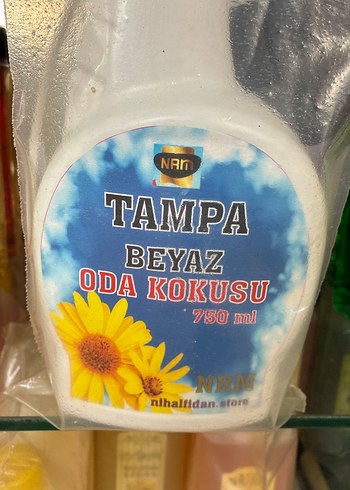 NRM
TAMPA
BEYAZ
ODA KOKUSU
750 ml
NRM
nihalfidan.store